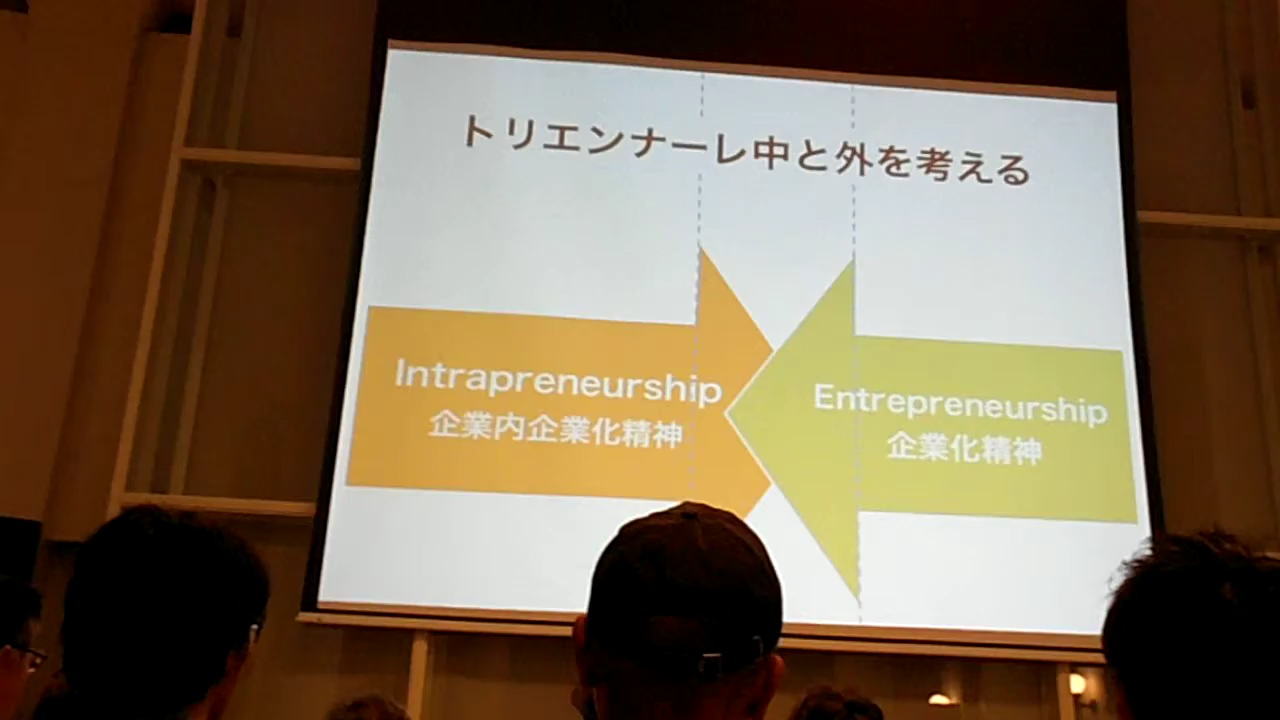 トリエンナーレ中と外を考える
Intrapreneurship
企業内企業化精神
Entrepreneurship
企業化精神